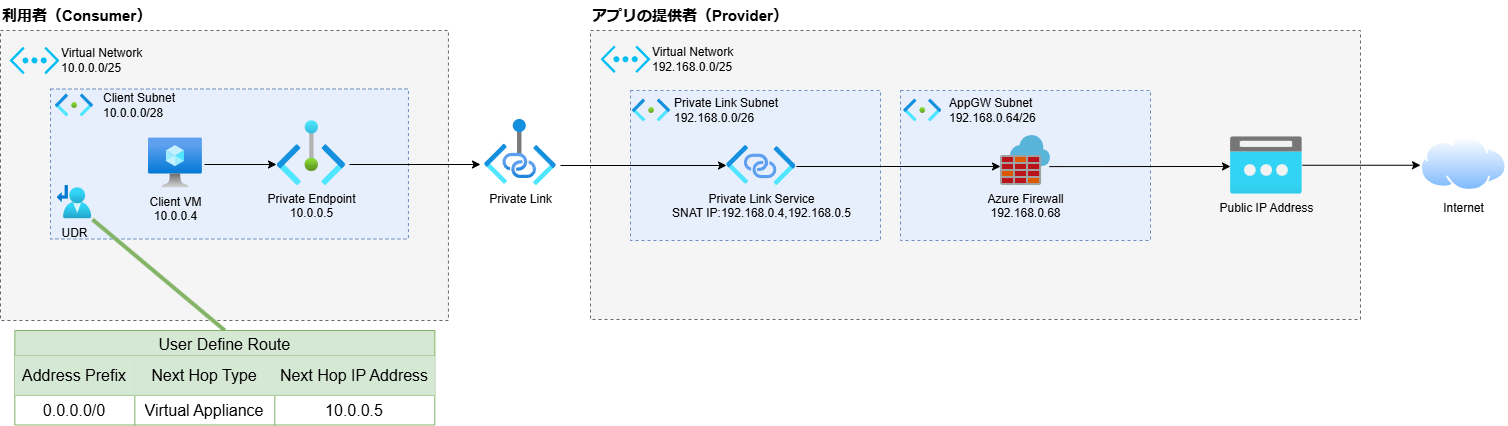 利用者（Consumer）
Virtual Network
10.0.0.0/25
Client Subnet
10.0.0.0/28
Client VM
10.0.0.4
Private Endpoint
10.0.0.5
UDR
User Define Route
Address Prefix Next Hop Type Next Hop IP Address
0.0.0.0/0 Virtual Appliance 10.0.0.5
Private Link
アプリの提供者（Provider）
Virtual Network
192.168.0.0/25
Private Link Subnet
192.168.0.0/26
Private Link Service
SNAT IP:192.168.0.4,192.168.0.5
AppGW Subnet
192.168.0.64/26
Azure Firewall
192.168.0.68
Public IP Address
Internet